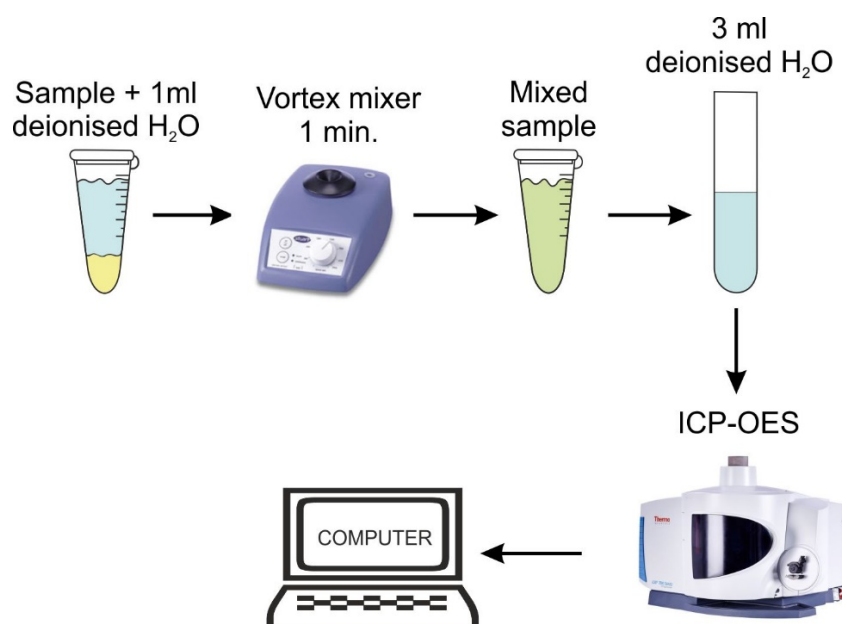 Sample + 1ml
deionised H₂O
Vortex mixer
1 min.
Mixed
sample
3 ml
deionised H₂O
ICP-OES
Thermo
COMPUTER